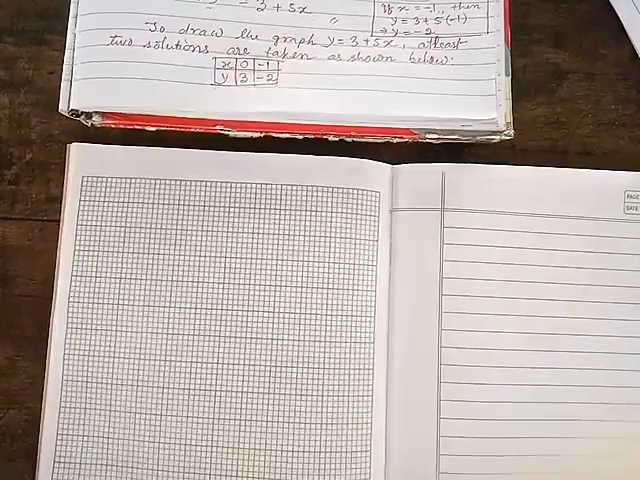 = 3 + 5x
If x = -1, then
y = 3 + 5(-1)
⇒ y = -2
To draw the graph y = 3 + 5x, atleast
two solutions are taken as shown below:
x 0 -1
y 3 -2
PAGE
DATE